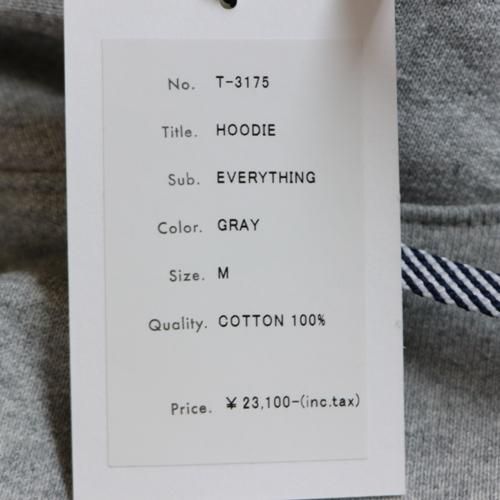 No. T-3175
Title. HOODIE
Sub. EVERYTHING
Color. GRAY
Size. M
Quality. COTTON 100%
Price. ¥23,100-(inc.tax)